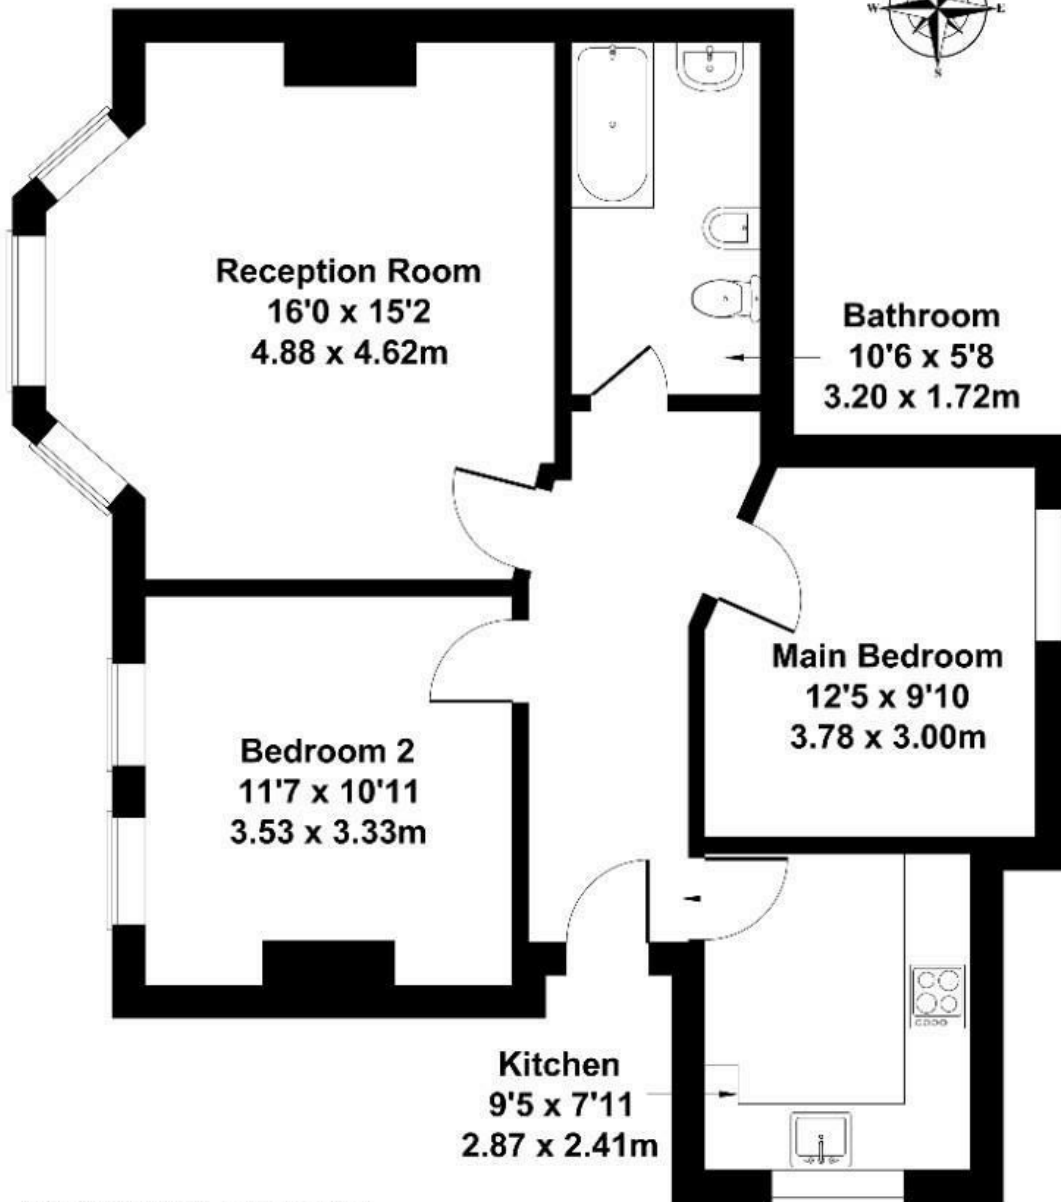 W
E
S
Reception Room
16'0 x 15'2
4.88 x 4.62m
Bathroom
10'6 x 5'8
3.20 x 1.72m
Main Bedroom
12'5 x 9'10
3.78 x 3.00m
Bedroom 2
11'7 x 10'11
3.53 x 3.33m
Kitchen
9'5 x 7'11
2.87 x 2.41m